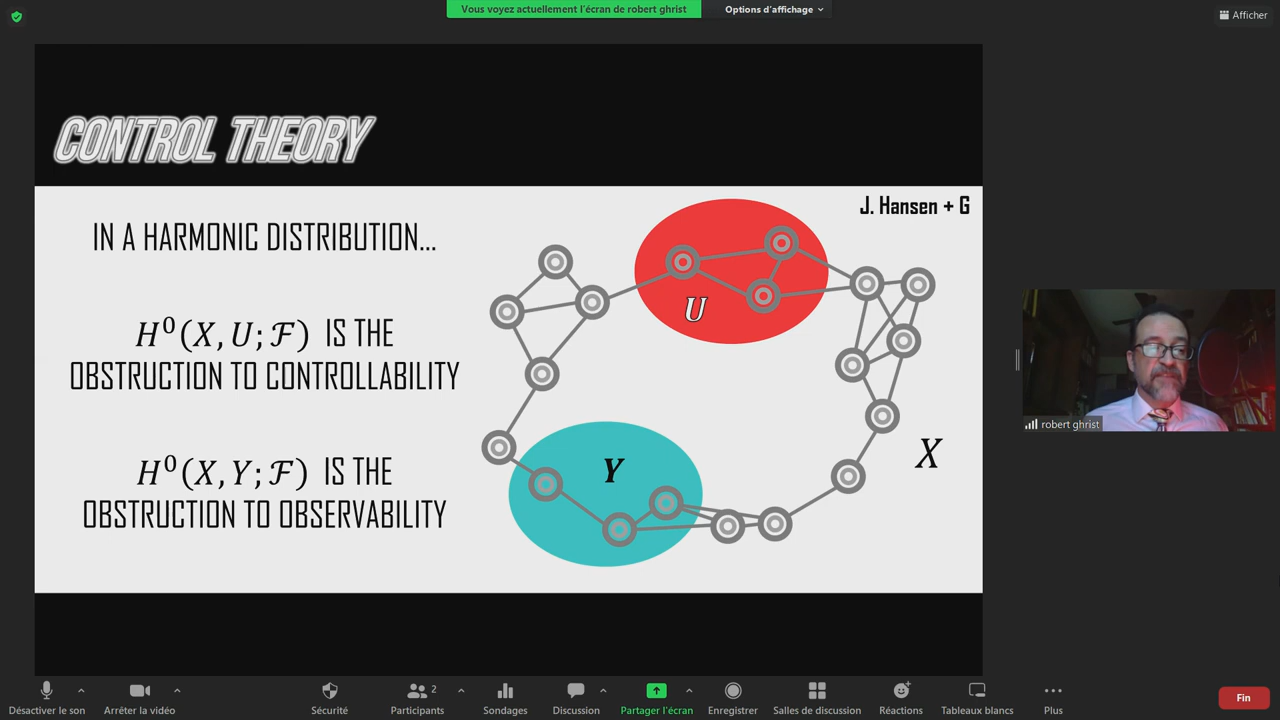 Vous voyez actuellement l'écran de robert ghrist
Options d'affichage
Afficher
CONTROL THEORY
J. Hansen + G
IN A HARMONIC DISTRIBUTION...
H⁰(X, U; ℱ) IS THE
OBSTRUCTION TO CONTROLLABILITY
H⁰(X, Y; ℱ) IS THE
OBSTRUCTION TO OBSERVABILITY
U
Y
X
robert ghrist
Désactiver le son
Arrêter la vidéo
Sécurité
Participants
2
Sondages
Discussion
Partager l'écran
Enregistrer
Salles de discussion
Réactions
Tableaux blancs
Plus
Fin